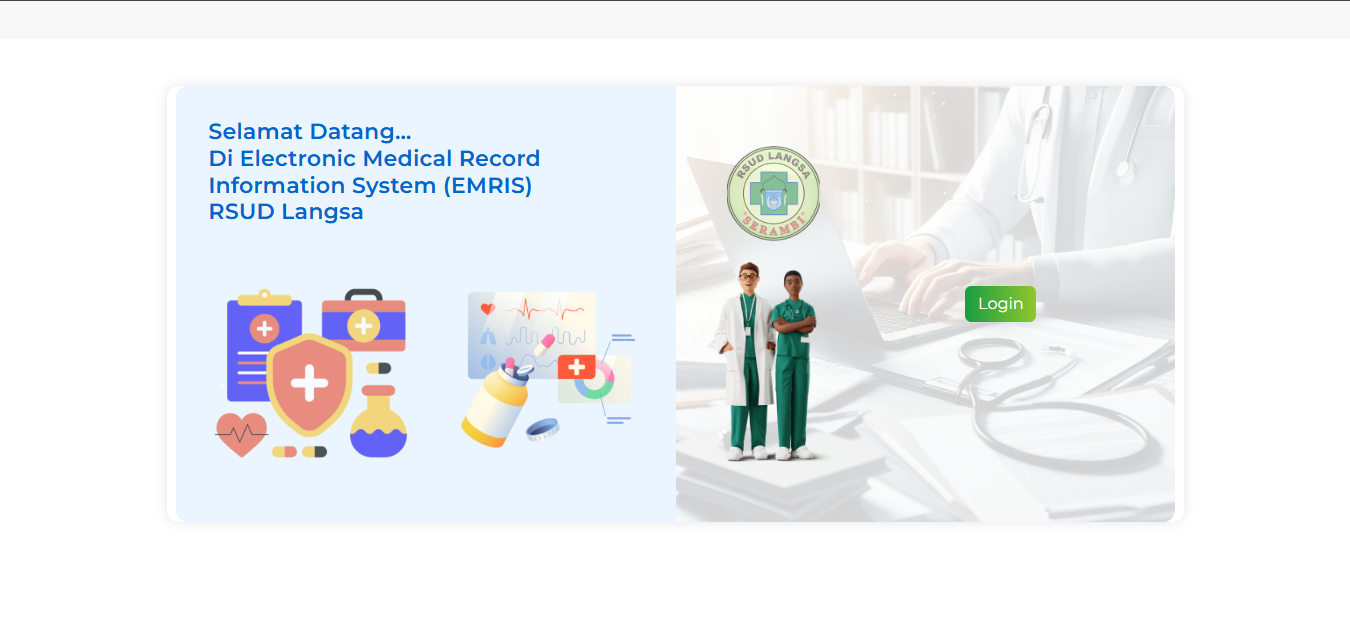 Selamat Datang...
Di Electronic Medical Record
Information System (EMRIS)
RSUD Langsa
RSUD LANGSA
"SERAMBI"
Login